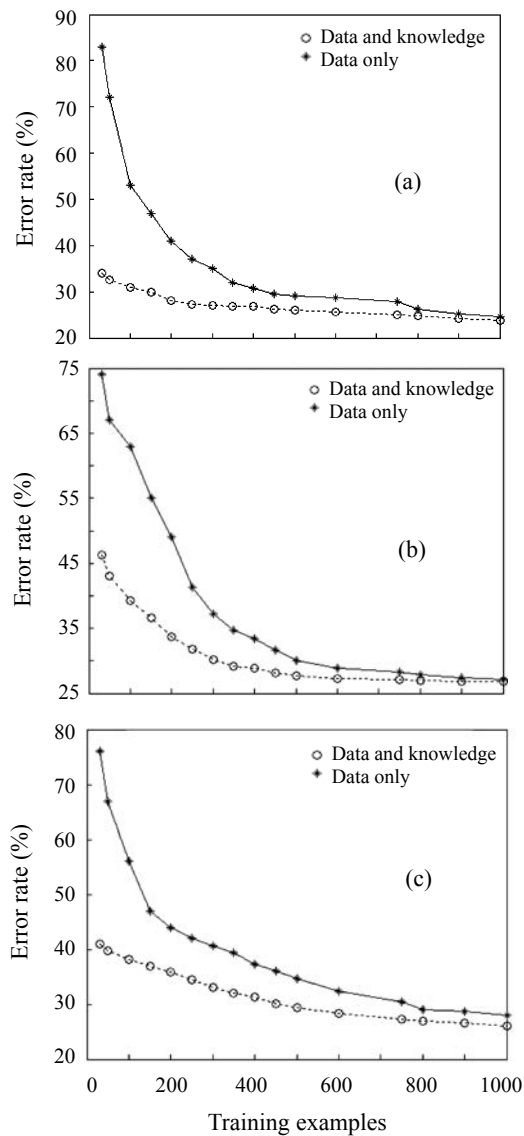 90
80
70
60
50
40
30
20
Error rate (%)
Data and knowledge
Data only
(a)
75
65
55
45
35
25
Error rate (%)
Data and knowledge
Data only
(b)
80
70
60
50
40
30
20
Error rate (%)
Data and knowledge
Data only
(c)
0 200 400 600 800 1000
Training examples